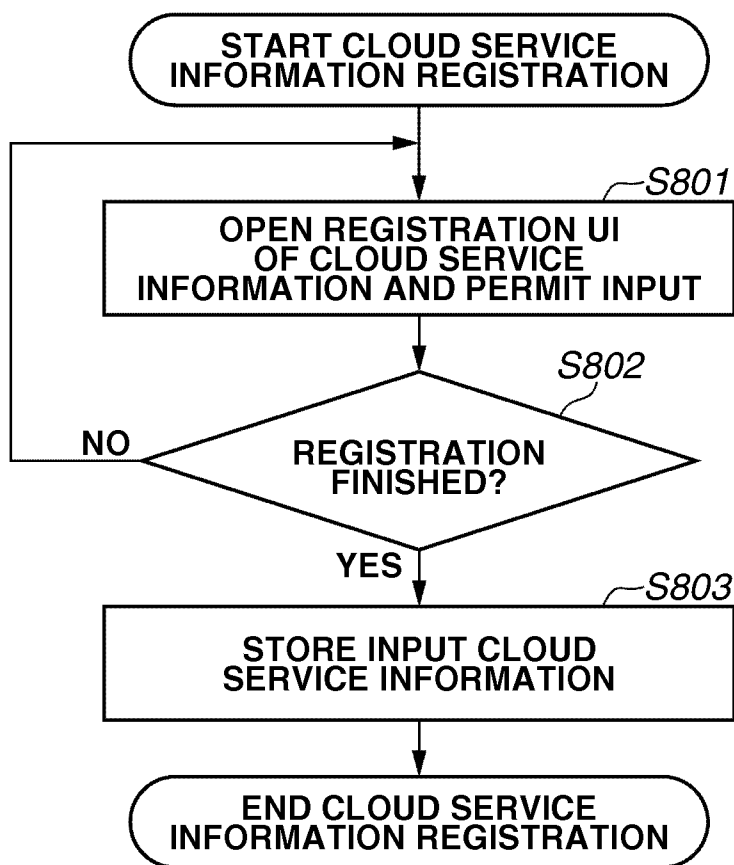 START CLOUD SERVICE
INFORMATION REGISTRATION
S801
OPEN REGISTRATION UI
OF CLOUD SERVICE
INFORMATION AND PERMIT INPUT
S802
NO
REGISTRATION
FINISHED?
YES
S803
STORE INPUT CLOUD
SERVICE INFORMATION
END CLOUD SERVICE
INFORMATION REGISTRATION